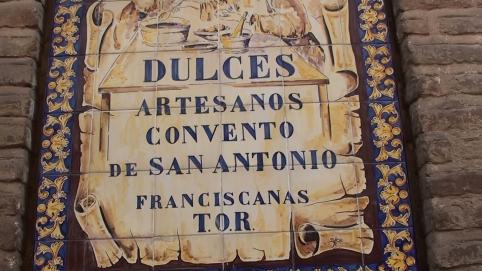 DULCES
ARTESANOS
CONVENTO
DE SAN ANTONIO
FRANCISCANAS
T.O.R.